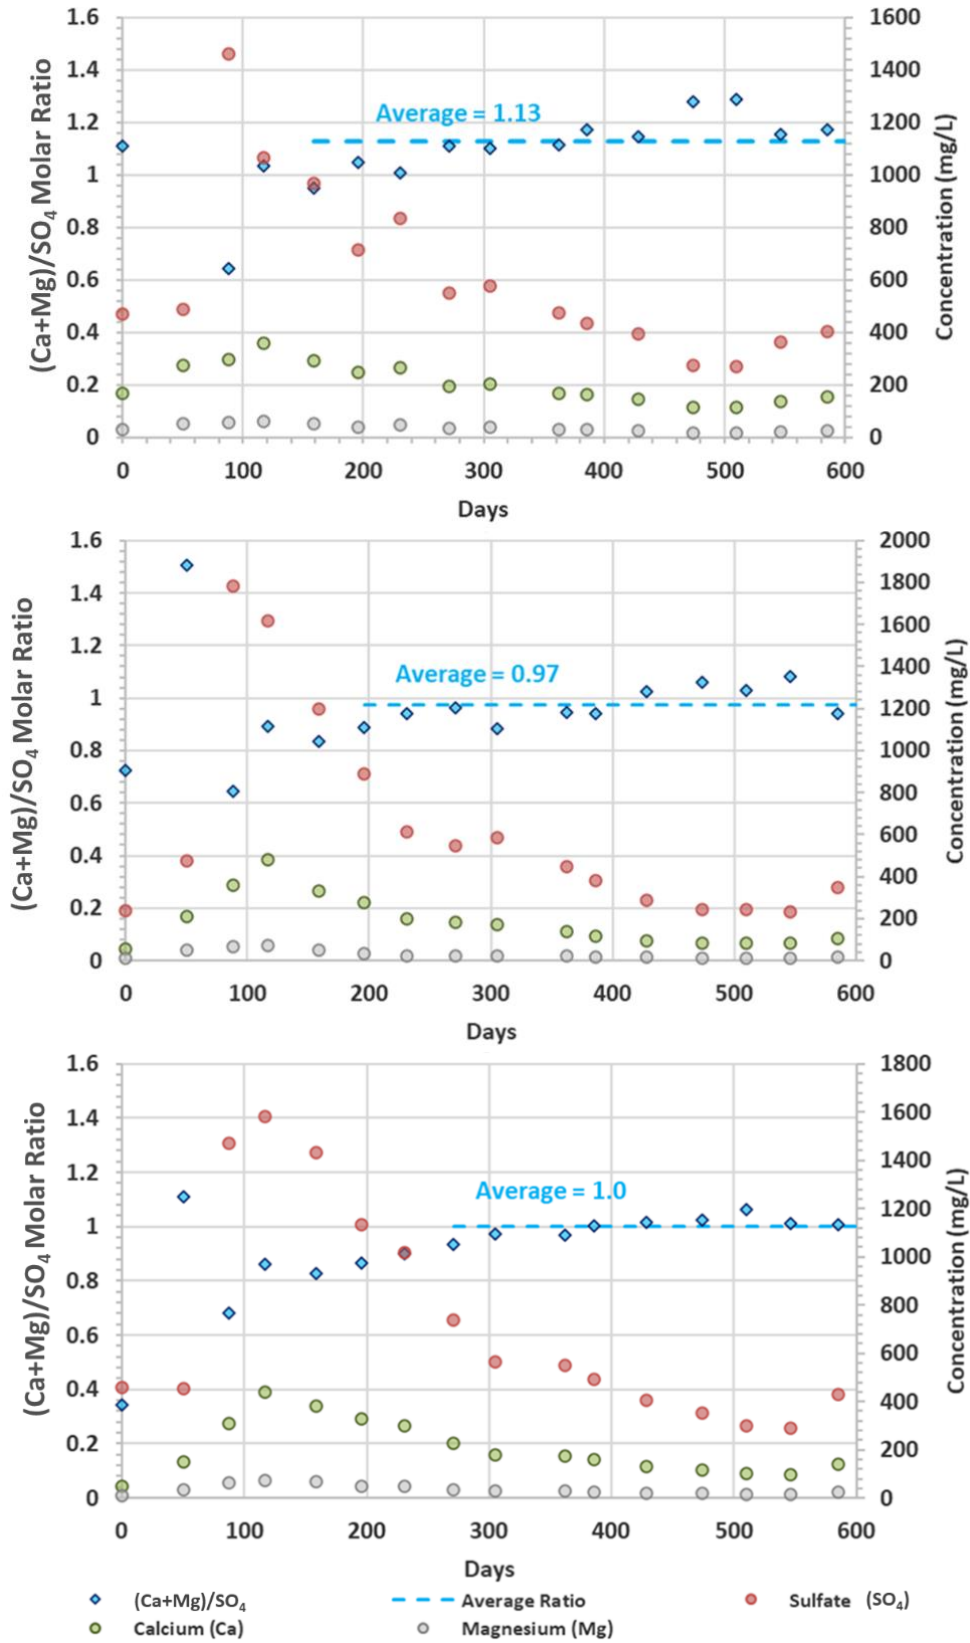 1.6 1600
1.4 1400
1.2 Average = 1.13 1200
1 1000
0.8 800
0.6 600
0.4 400
0.2 200
0 0
(Ca+Mg)/SO₄ Molar Ratio
Concentration (mg/L)
0 100 200 300 400 500 600
Days
1.6 2000
1.4 1800
1.2 1600
1 1400
0.8 1200
0.6 1000
0.4 800
0.2 600
0 400
200
0
Average = 0.97
(Ca+Mg)/SO₄ Molar Ratio
Concentration (mg/L)
0 100 200 300 400 500 600
Days
1.6 1800
1.4 1600
1.2 1400
1 1200
0.8 1000
0.6 800
0.4 600
0.2 400
0 200
0
Average = 1.0
(Ca+Mg)/SO₄ Molar Ratio
Concentration (mg/L)
0 100 200 300 400 500 600
Days
(Ca+Mg)/SO₄ Average Ratio Sulfate (SO₄)
Calcium (Ca) Magnesium (Mg)